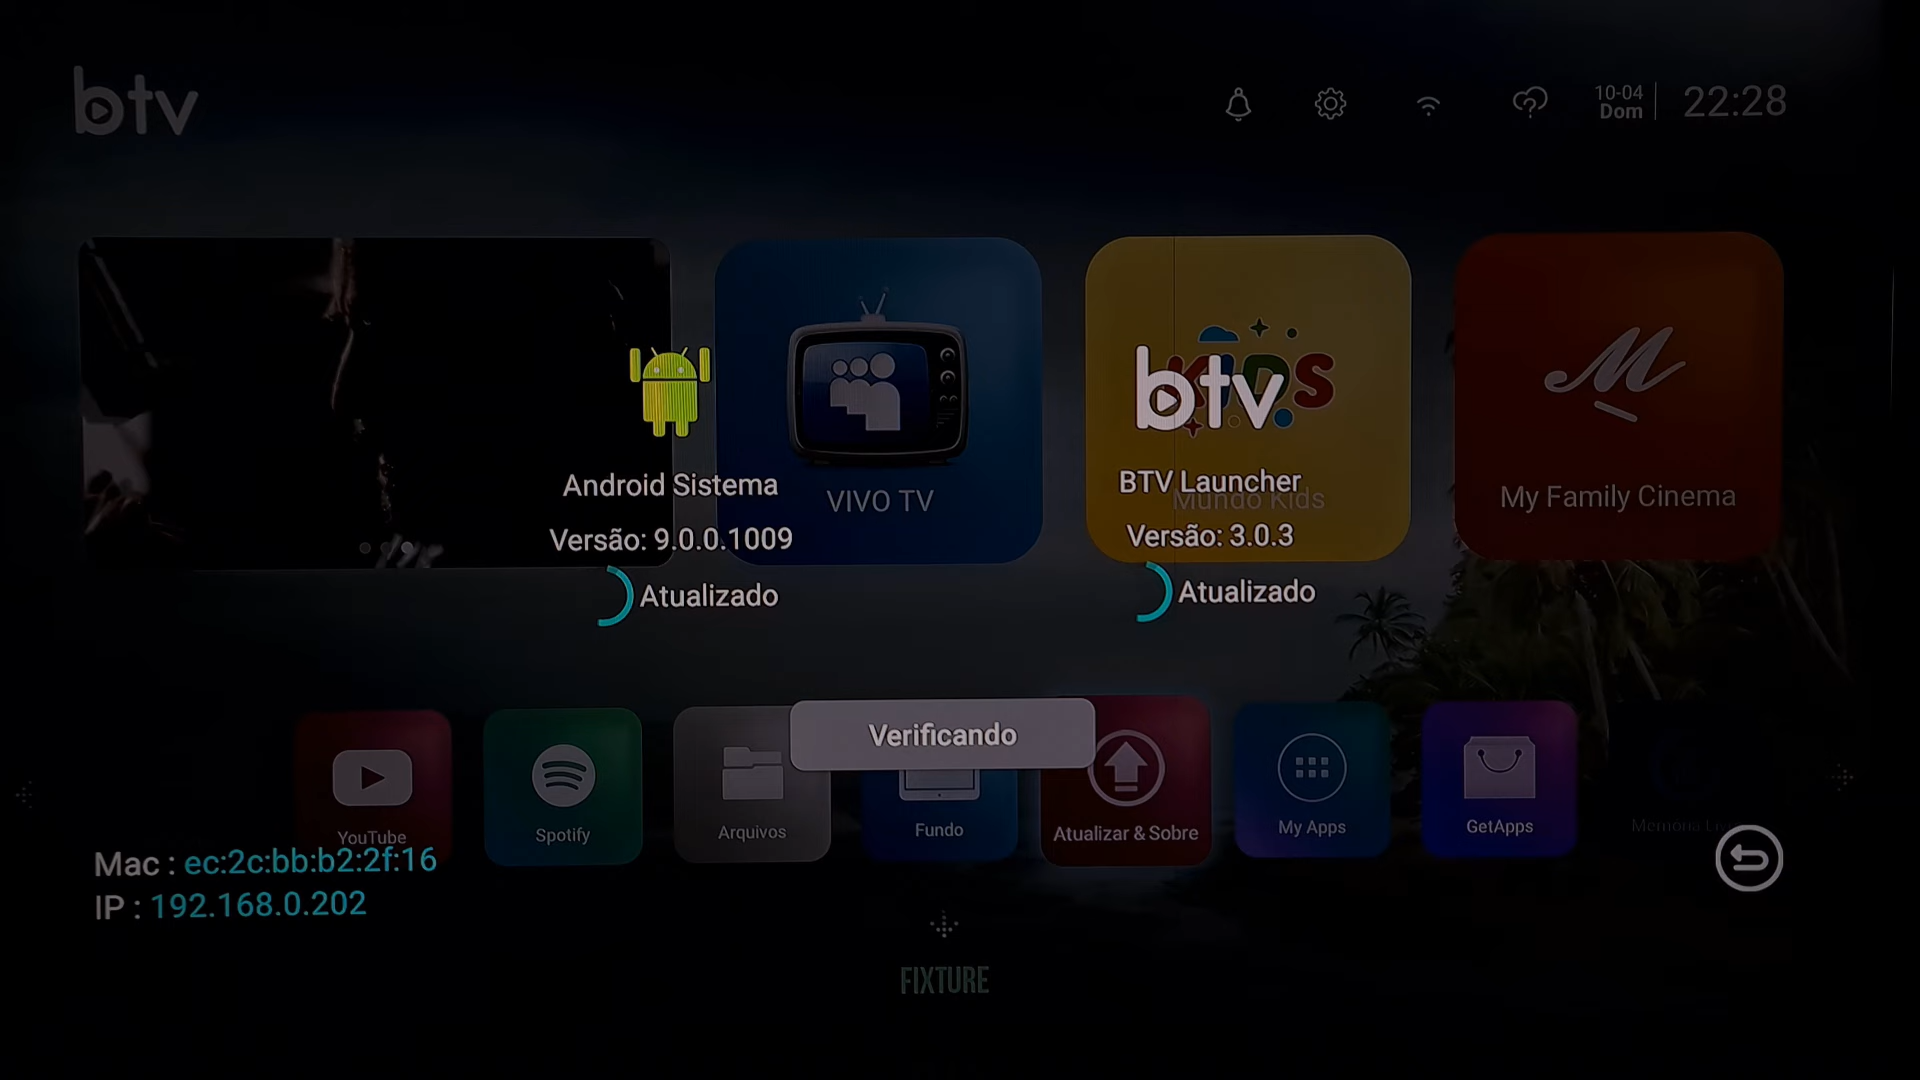 btv
10-04
Dom
22:28
KIDS
btv
Android Sistema
VIVO TV
BTV Launcher
Mundo Kids
My Family Cinema
Versão: 9.0.0.1009
Versão: 3.0.3
Atualizado
Atualizado
Verificando
YouTube
Spotify
Arquivos
Fundo
Atualizar & Sobre
My Apps
GetApps
Mac : ec:2c:bb:b2:2f:16
IP : 192.168.0.202
FIXTURE